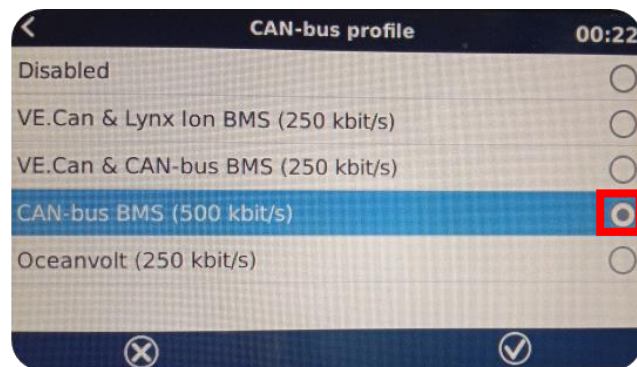 CAN-bus profile 00:22
Disabled
VE.Can & Lynx Ion BMS (250 kbit/s)
VE.Can & CAN-bus BMS (250 kbit/s)
CAN-bus BMS (500 kbit/s)
Oceanvolt (250 kbit/s)